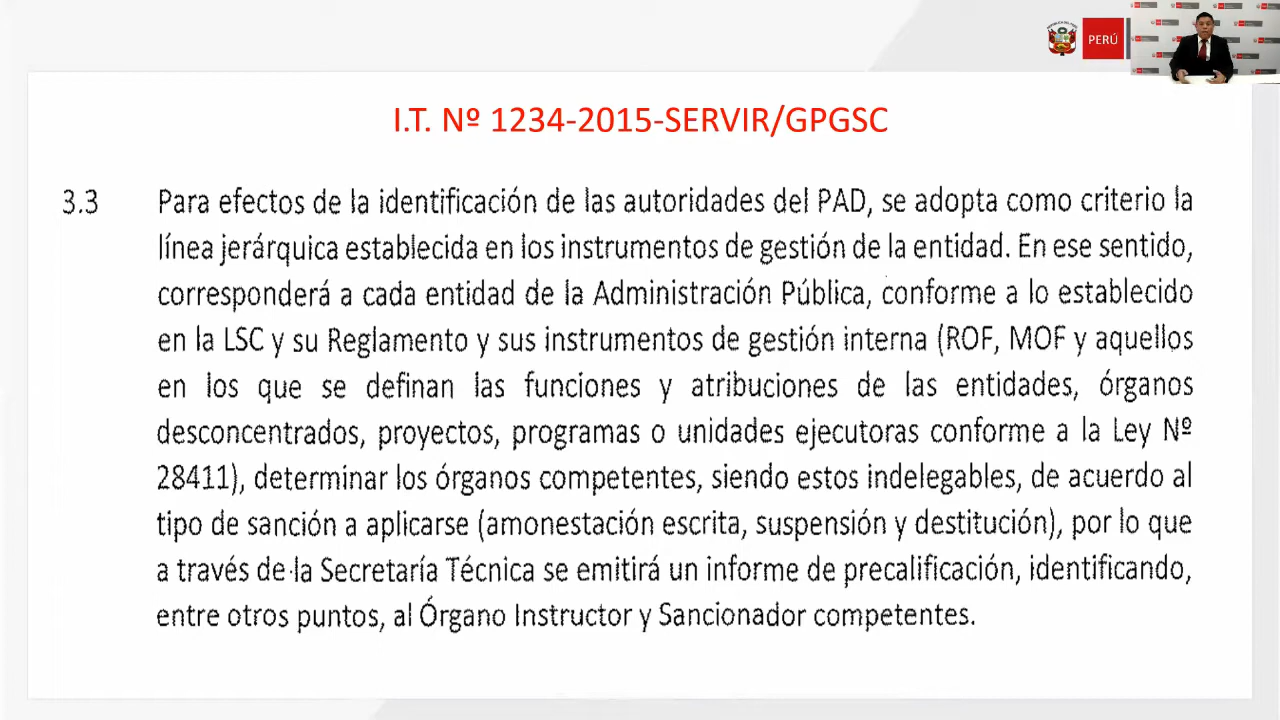 PERÚ
I.T. Nº 1234-2015-SERVIR/GPGSC
3.3 Para efectos de la identificación de las autoridades del PAD, se adopta como criterio la
línea jerárquica establecida en los instrumentos de gestión de la entidad. En ese sentido,
corresponderá a cada entidad de la Administración Pública, conforme a lo establecido
en la LSC y su Reglamento y sus instrumentos de gestión interna (ROF, MOF y aquellos
en los que se definan las funciones y atribuciones de las entidades, órganos
desconcentrados, proyectos, programas o unidades ejecutoras conforme a la Ley Nº
28411), determinar los órganos competentes, siendo estos indelegables, de acuerdo al
tipo de sanción a aplicarse (amonestación escrita, suspensión y destitución), por lo que
a través de la Secretaría Técnica se emitirá un informe de precalificación, identificando,
entre otros puntos, al Órgano Instructor y Sancionador competentes.